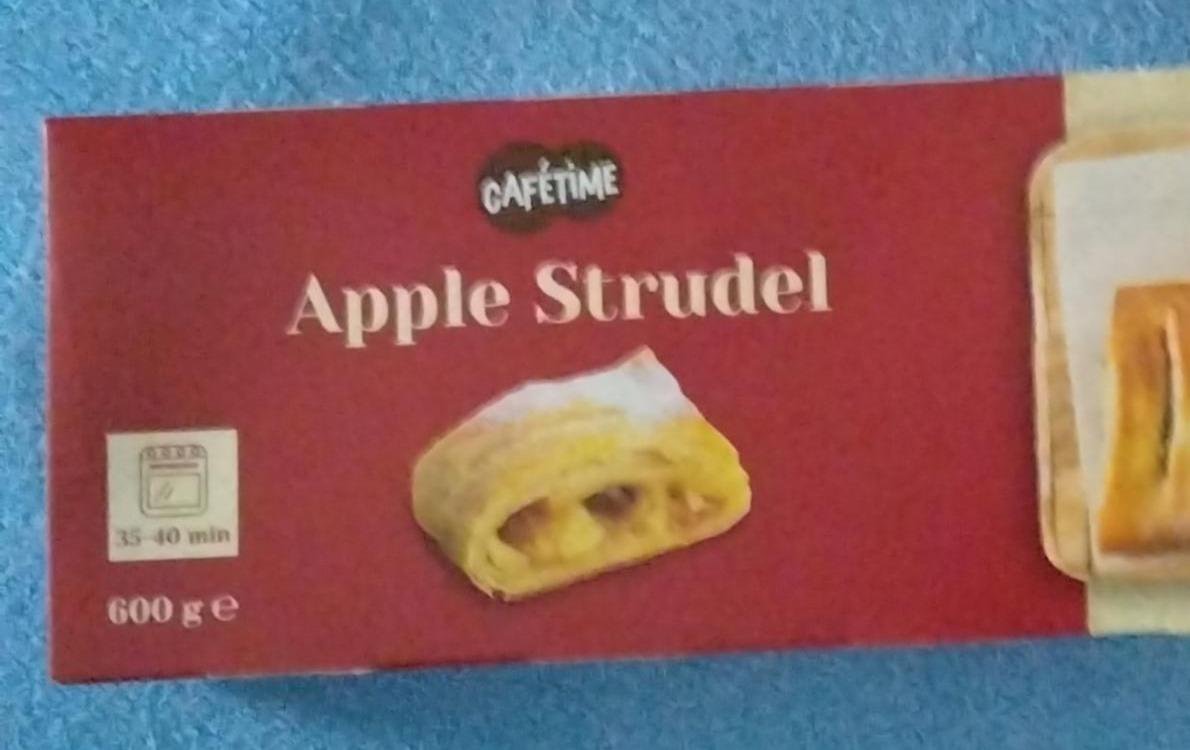 CAFÉTIME
Apple Strudel
35-40 min
600 g ℮